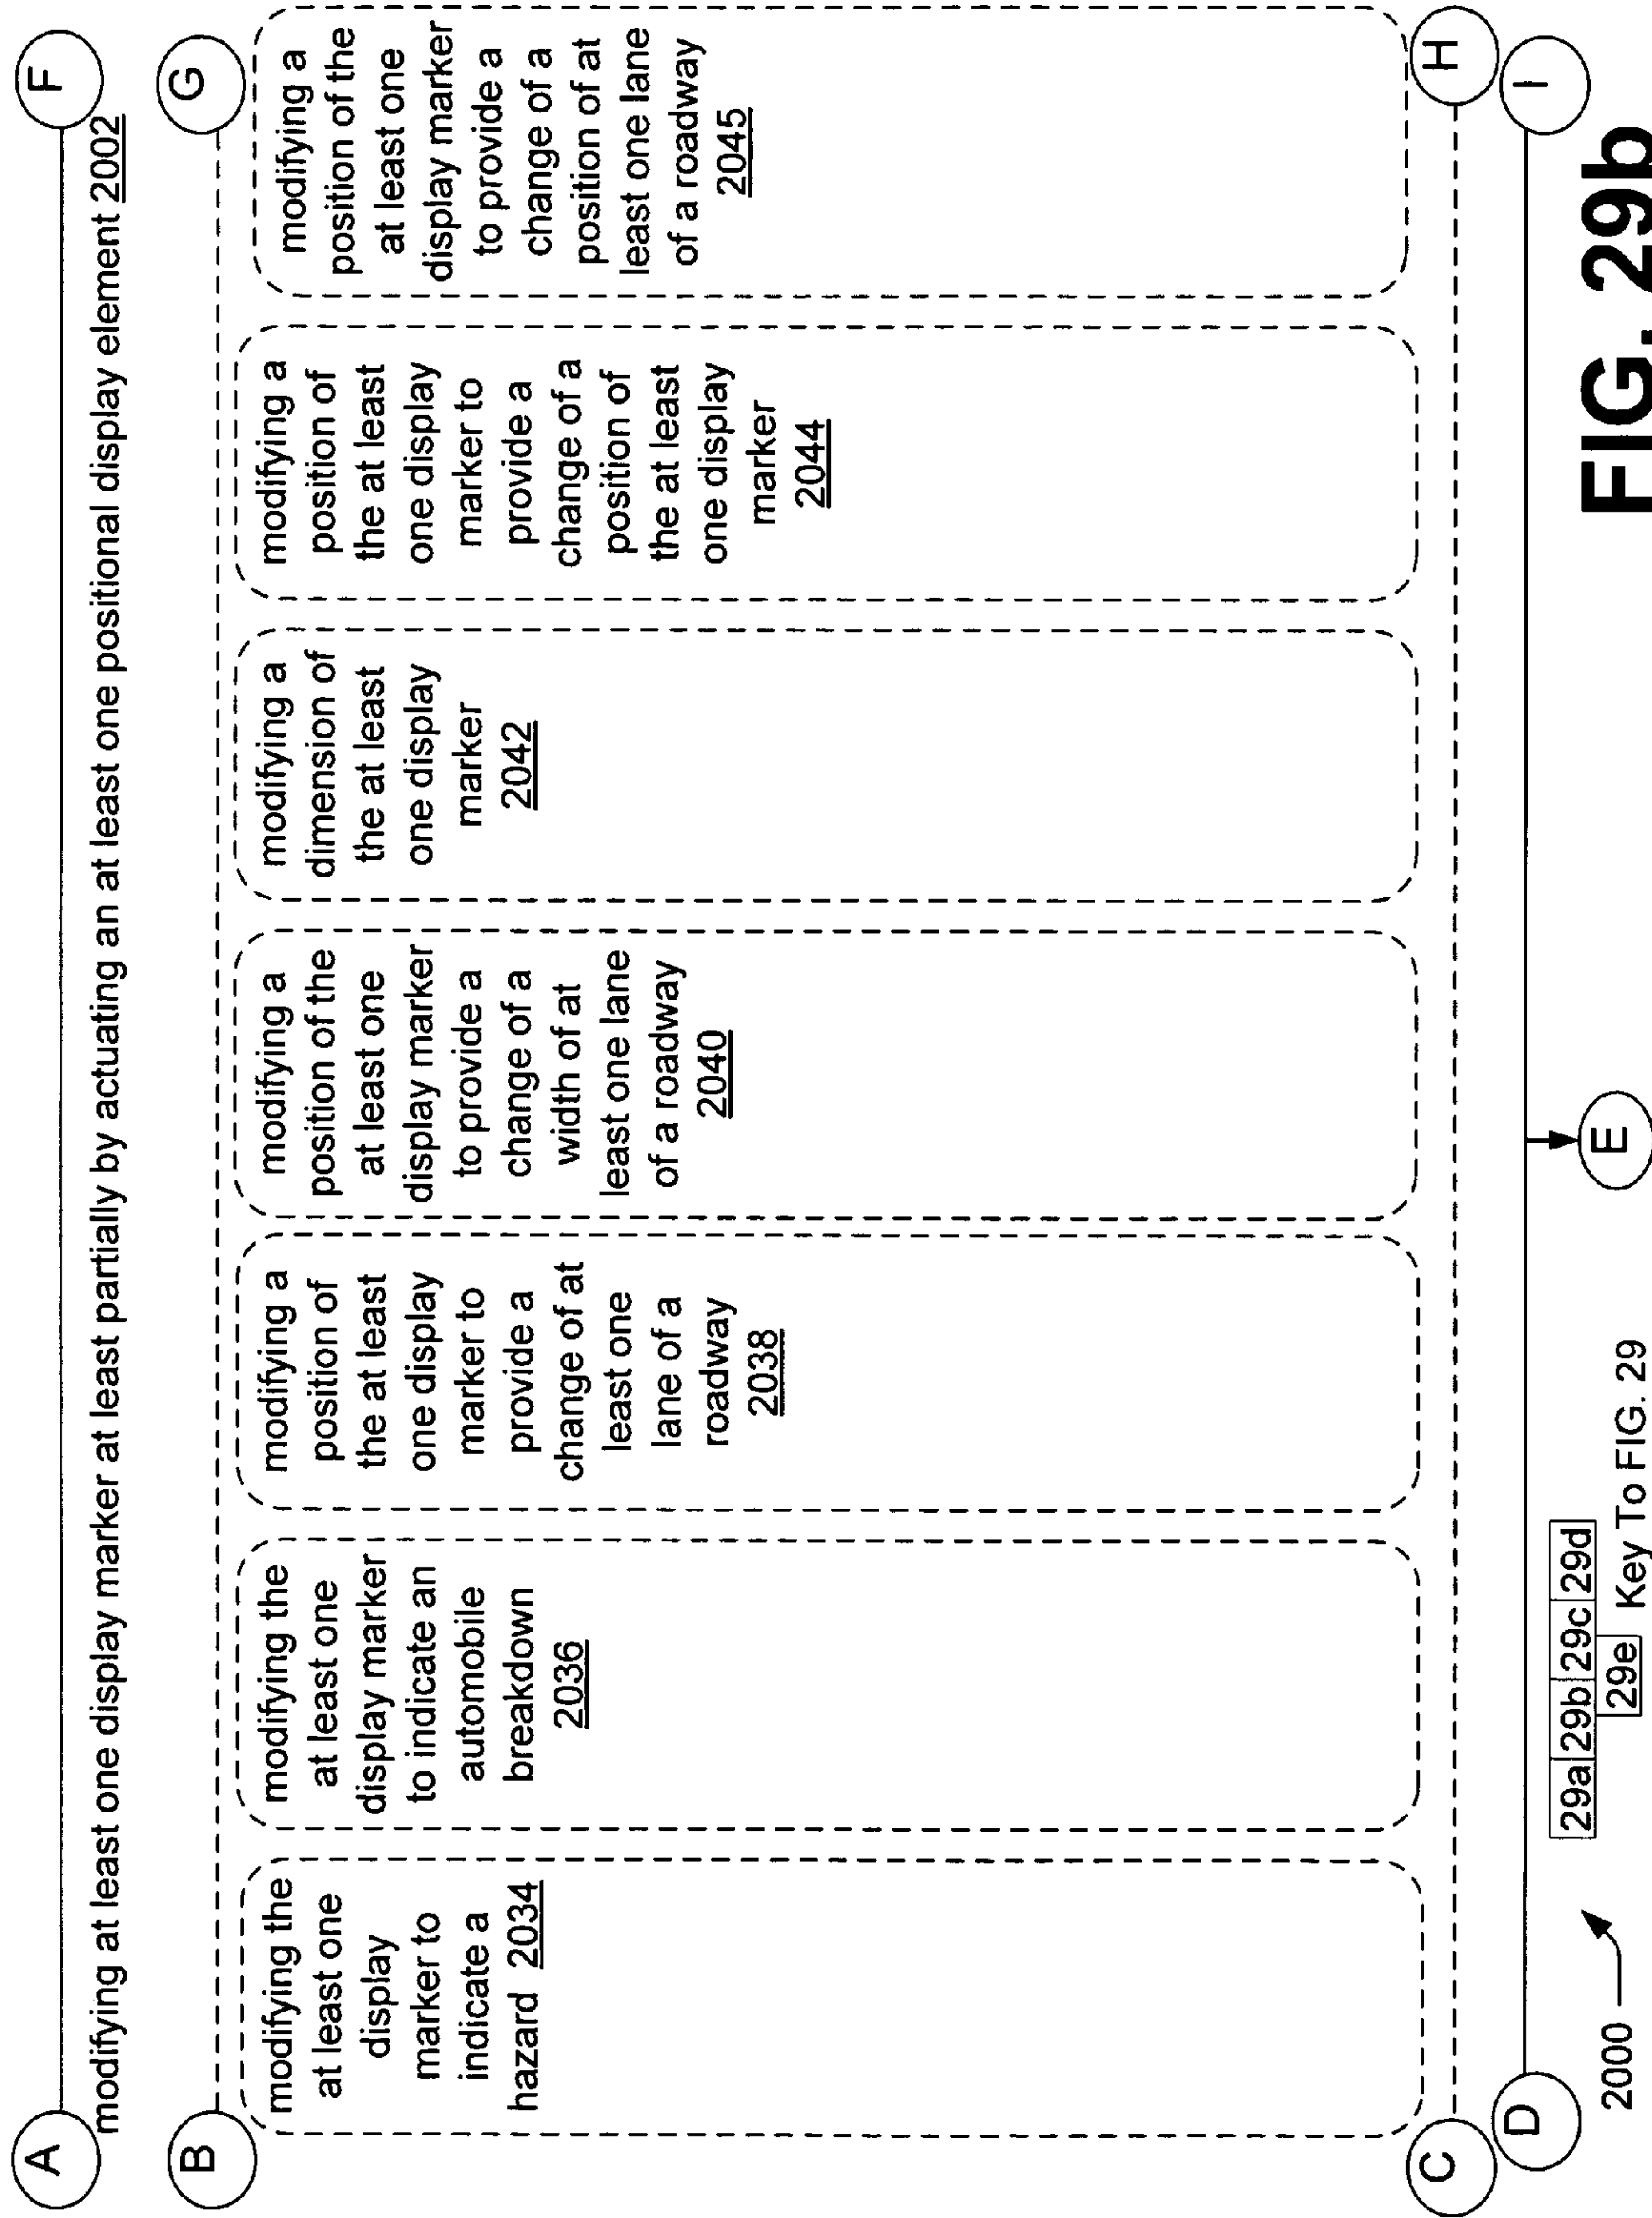 A
F
modifying at least one display marker at least partially by actuating an at least one positional display element 2002
B
G
modifying the
at least one
display
marker to
indicate a
hazard 2034
modifying the
at least one
display marker
to indicate an
automobile
breakdown
2036
modifying a
position of
the at least
one display
marker to
provide a
change of at
least one
lane of a
roadway
2038
modifying a
position of the
at least one
display marker
to provide a
change of a
width of at
least one lane
of a roadway
2040
modifying a
dimension of
the at least
one display
marker
2042
modifying a
position of
the at least
one display
marker to
provide a
change of a
position of
the at least
one display
marker
2044
modifying a
position of the
at least one
display marker
to provide a
change of a
position of at
least one lane
of a roadway
2045
C
H
D
I
E
2000
29a 29b 29c 29d
29e Key To FIG. 29
FIG. 29b